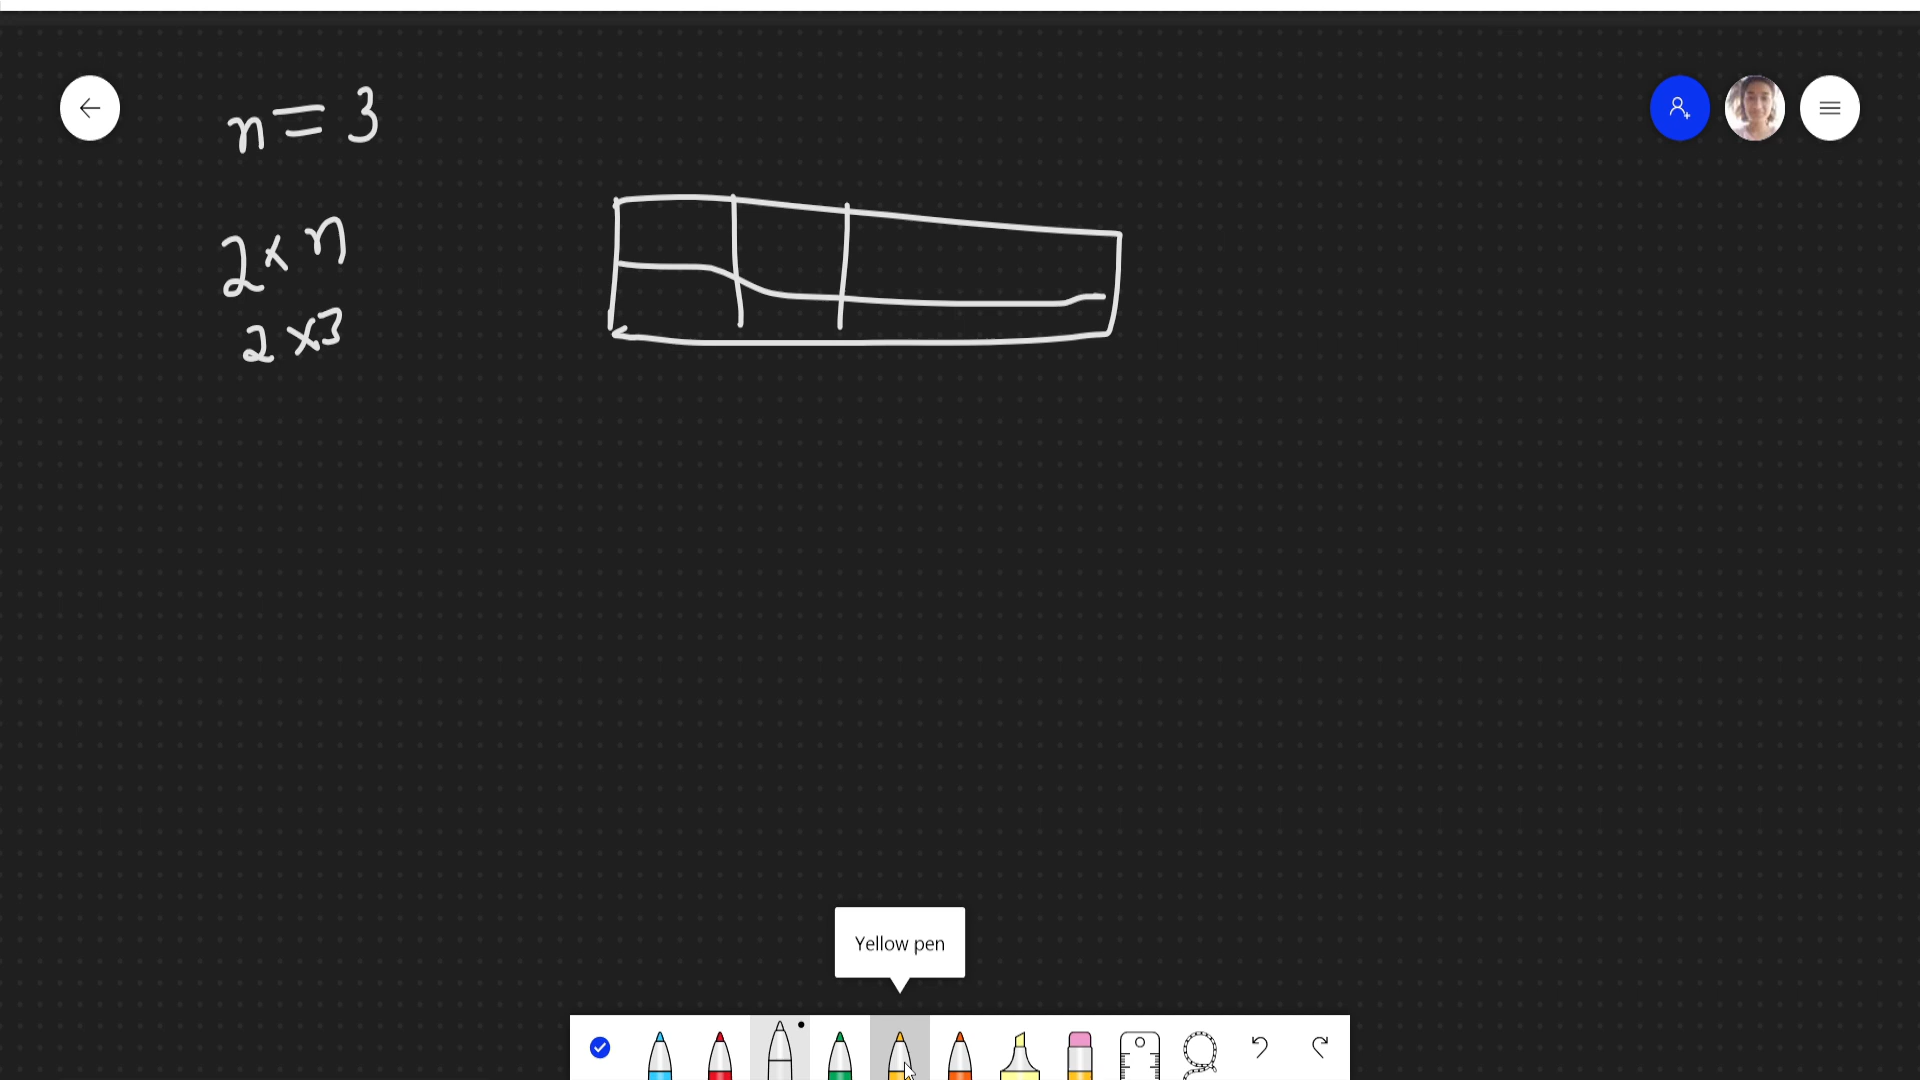 n = 3
2 × n
2 × 3
Yellow pen